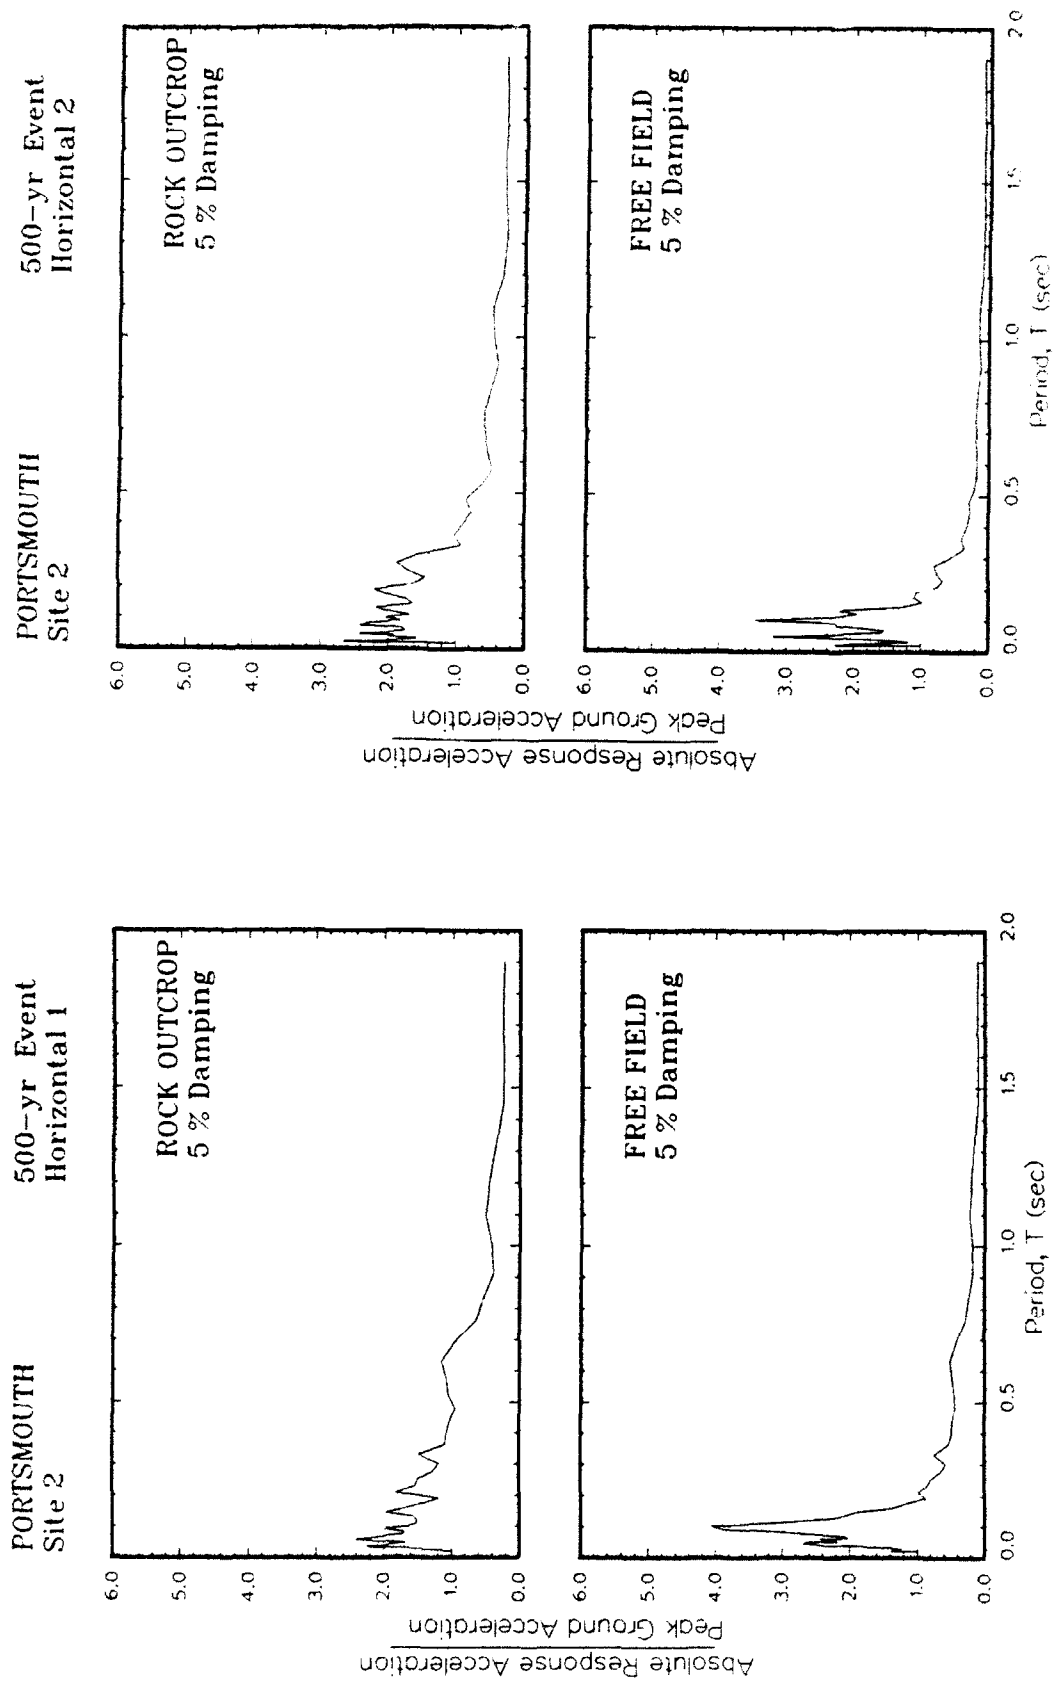 PORTSMOUTH
Site 2
500-yr Event
Horizontal 1
Absolute Response Acceleration
Peak Ground Acceleration
6.0
5.0
4.0
3.0
2.0
1.0
0.0
ROCK OUTCROP
5 % Damping
6.0
5.0
4.0
3.0
2.0
1.0
0.0
FREE FIELD
5 % Damping
0.0
0.5
1.0
1.5
2.0
Period, T (sec)
PORTSMOUTH
Site 2
500-yr Event
Horizontal 2
Absolute Response Acceleration
Peak Ground Acceleration
6.0
5.0
4.0
3.0
2.0
1.0
0.0
ROCK OUTCROP
5 % Damping
6.0
5.0
4.0
3.0
2.0
1.0
0.0
FREE FIELD
5 % Damping
0.0
0.5
1.0
1.5
2.0
Period, T (sec)